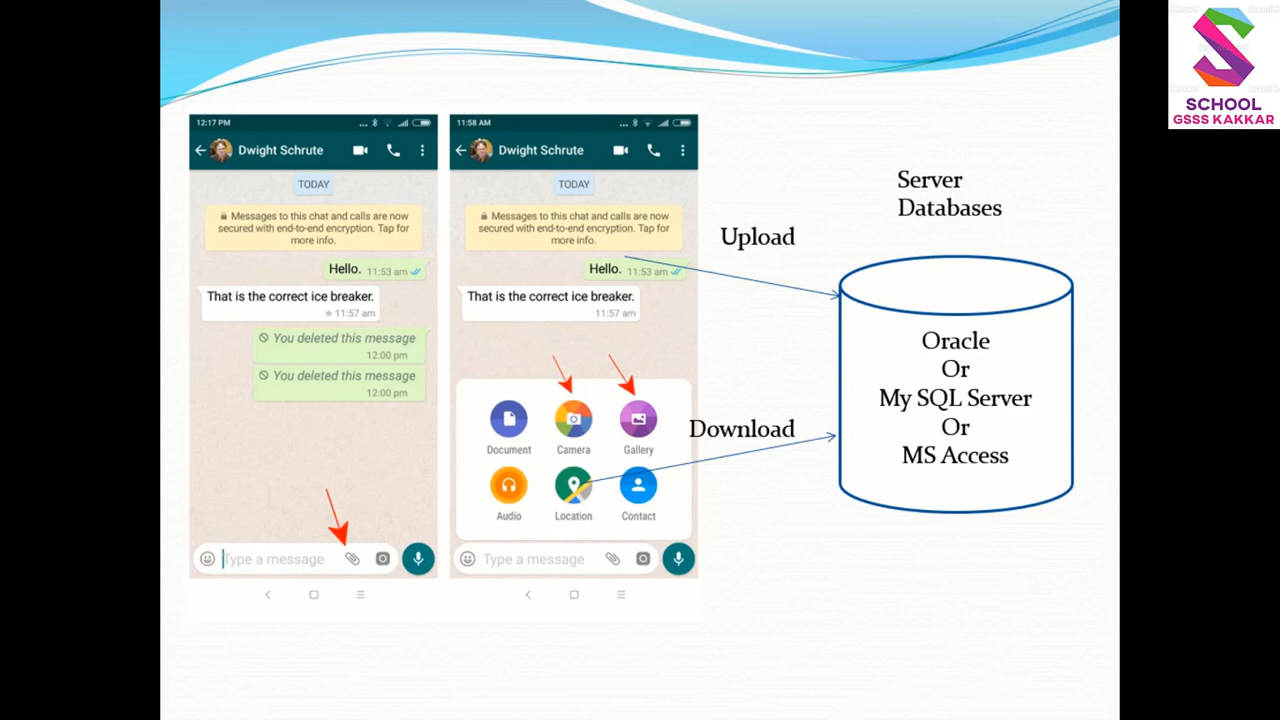 SCHOOL
GSSS KAKKAR
12:17 PM
Dwight Schrute
TODAY
Messages to this chat and calls are now
secured with end-to-end encryption. Tap for
more info.
Hello. 11:53 am
That is the correct ice breaker.
11:57 am
You deleted this message
12:00 pm
You deleted this message
12:00 pm
Type a message
11:58 AM
Dwight Schrute
TODAY
Messages to this chat and calls are now
secured with end-to-end encryption. Tap for
more info.
Hello. 11:53 am
That is the correct ice breaker.
11:57 am
Document Camera Gallery
Audio Location Contact
Type a message
Upload
Download
Server
Databases
Oracle
Or
My SQL Server
Or
MS Access